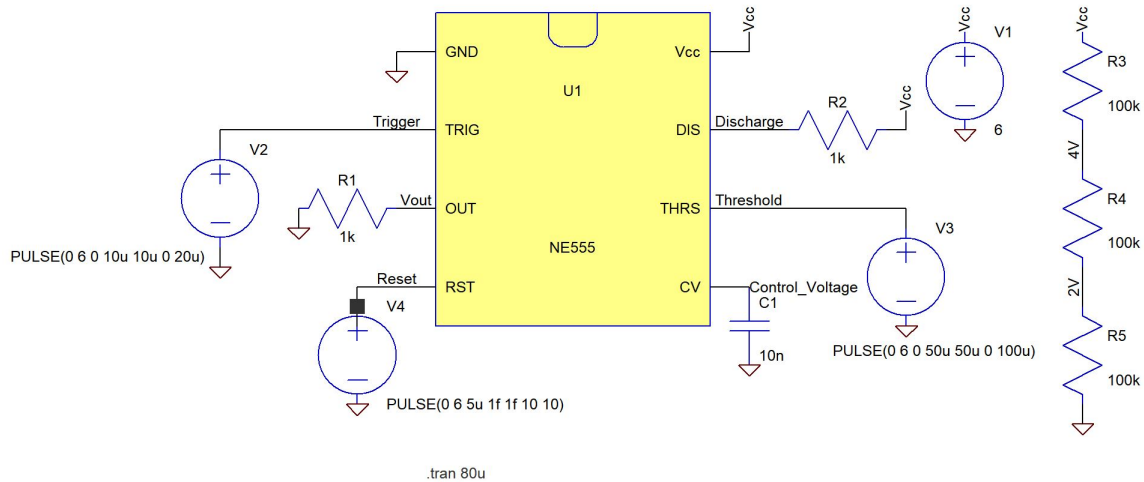 Vcc
Vcc
V1
GND
Vcc
R3
U1
R2
Vcc
100k
Trigger
TRIG
DIS
Discharge
6
V2
1k
4V
R1
Vout
OUT
THRS
Threshold
R4
V3
1k
NE555
100k
PULSE(0 6 0 10u 10u 0 20u)
Reset
RST
CV
Control_Voltage
2V
V4
C1
R5
10n
PULSE(0 6 0 50u 50u 0 100u)
100k
PULSE(0 6 5u 1f 1f 10 10)
.tran 80u
Vcc